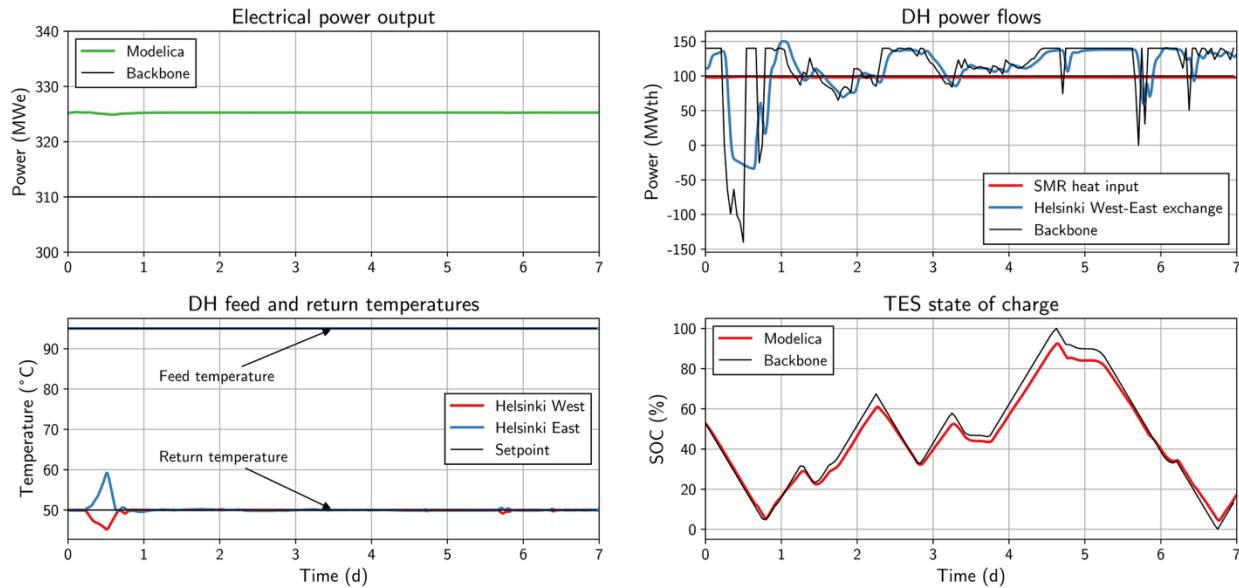 Electrical power output
340
330
320
310
300
Power (MWe)
Modelica
Backbone
0 1 2 3 4 5 6 7
DH power flows
150
100
50
0
-50
-100
-150
Power (MWth)
SMR heat input
Helsinki West-East exchange
Backbone
0 1 2 3 4 5 6 7
DH feed and return temperatures
90
80
70
60
50
Temperature (°C)
Feed temperature
Helsinki West
Helsinki East
Setpoint
Return temperature
0 1 2 3 4 5 6 7
Time (d)
TES state of charge
100
80
60
40
20
0
SOC (%)
Modelica
Backbone
0 1 2 3 4 5 6 7
Time (d)